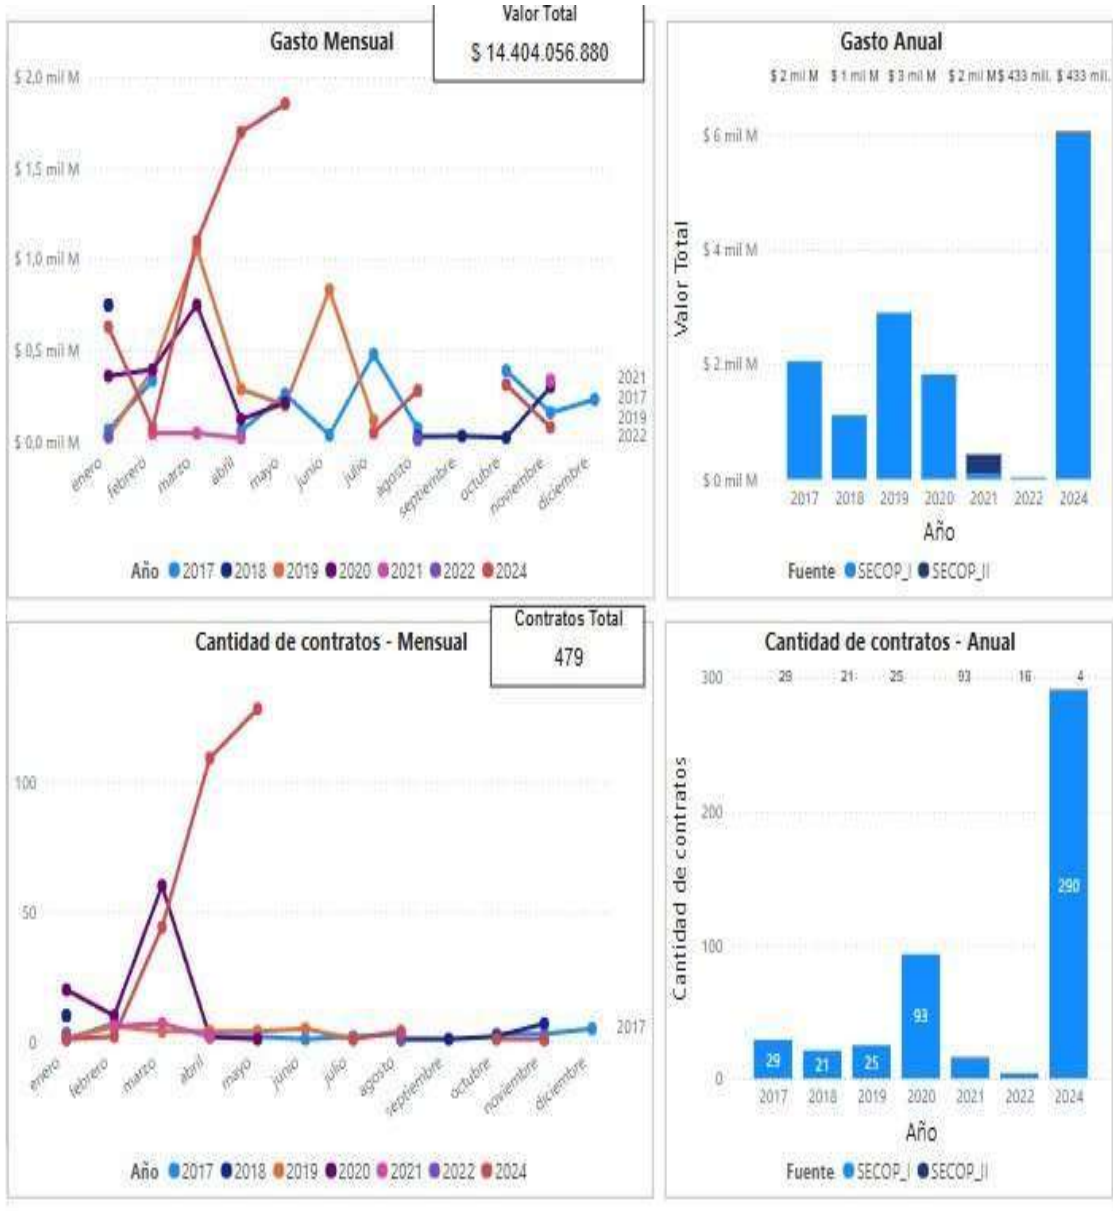 Valor Total
$ 14.404.056.880
Gasto Mensual
$ 2,0 mil M
$ 1,5 mil M
$ 1,0 mil M
$ 0,5 mil M
$ 0,0 mil M
2021
2017
2019
2022
enero febrero marzo abril mayo junio julio agosto septiembre octubre noviembre diciembre
Año 2017 2018 2019 2020 2021 2022 2024
Gasto Anual
$ 2 mil M $ 1 mil M $ 3 mil M $ 2 mil M $ 433 mill. $ 433 mill.
$ 6 mil M
$ 4 mil M
$ 2 mil M
$ 0 mil M
Valor Total
2017 2018 2019 2020 2021 2022 2024
Año
Fuente SECOP_I SECOP_II
Contratos Total
479
Cantidad de contratos - Mensual
100
50
0
2017
enero febrero marzo abril mayo junio julio agosto septiembre octubre noviembre diciembre
Año 2017 2018 2019 2020 2021 2022 2024
Cantidad de contratos - Anual
300 29 21 25 93 16 4
200
100
0
Cantidad de contratos
29 21 25 93 290
2017 2018 2019 2020 2021 2022 2024
Año
Fuente SECOP_I SECOP_II